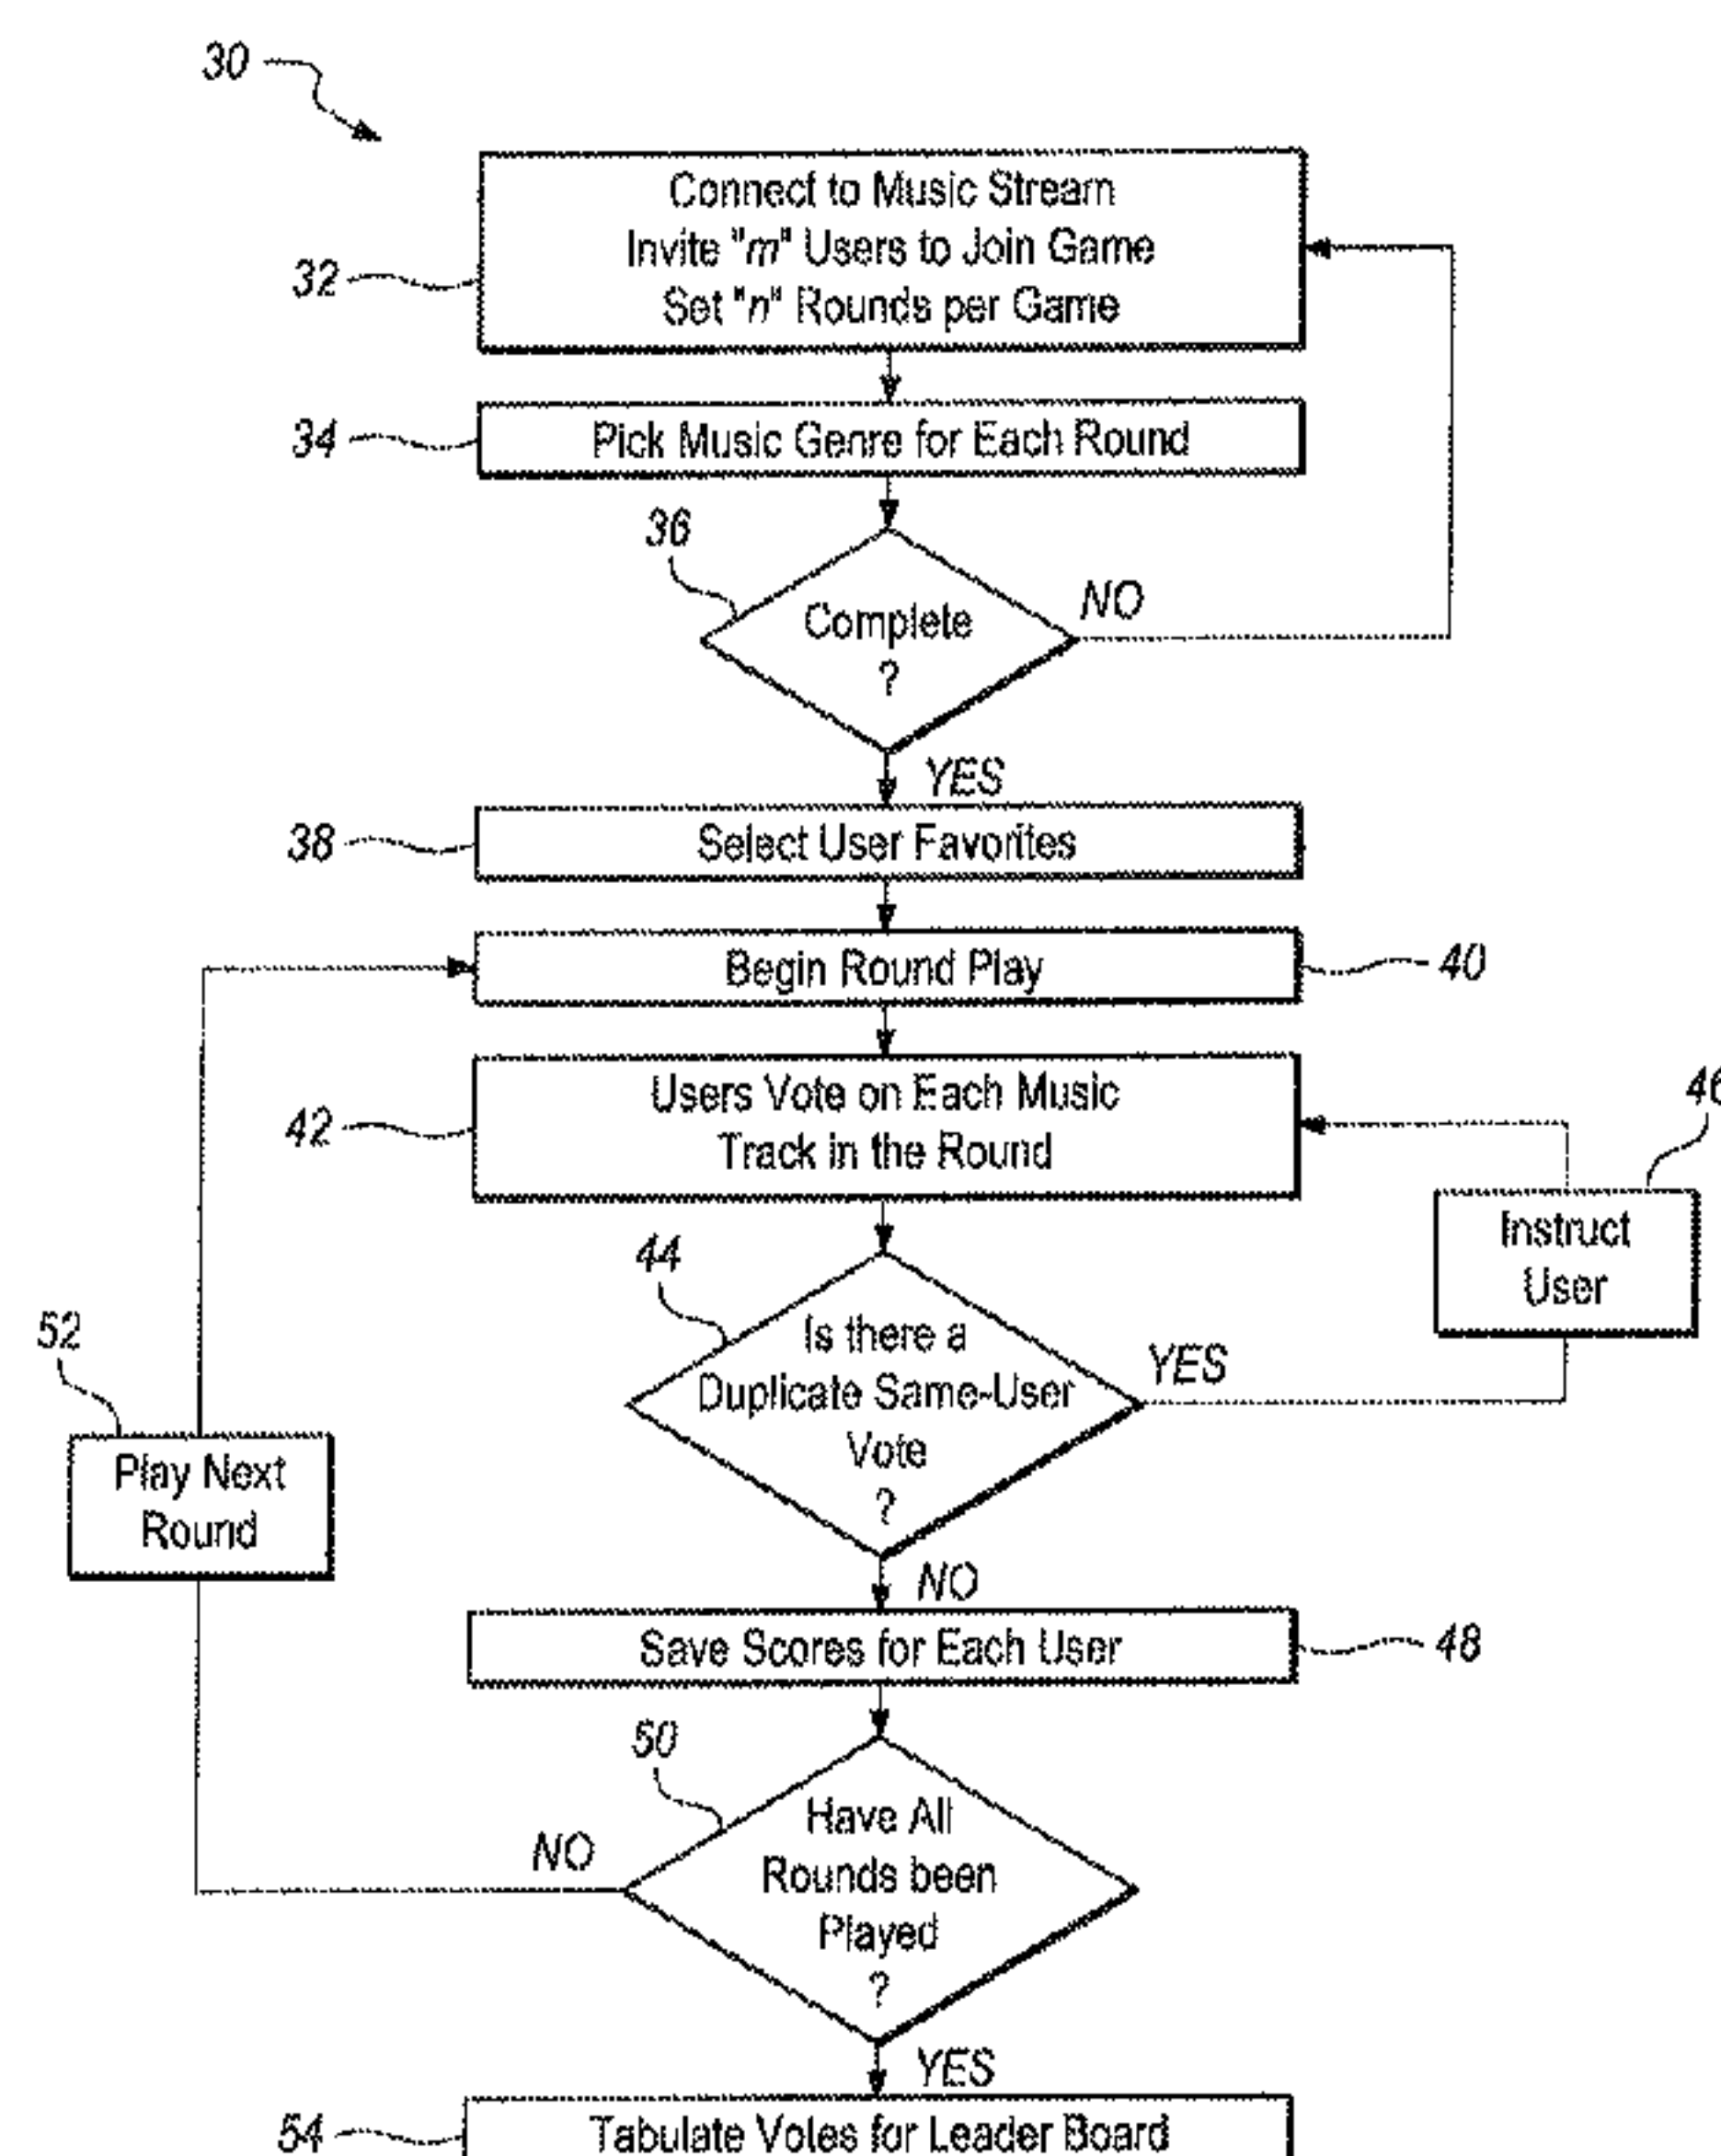 30
Connect to Music Stream
Invite "m" Users to Join Game
Set "n" Rounds per Game
32
34
Pick Music Genre for Each Round
36
Complete
?
NO
YES
38
Select User Favorites
Begin Round Play
40
42
Users Vote on Each Music
Track in the Round
46
Instruct
User
44
Is there a
Duplicate Same-User
Vote
?
YES
52
Play Next
Round
NO
Save Scores for Each User
48
50
Have All
Rounds been
Played
?
NO
YES
54
Tabulate Votes for Leader Board